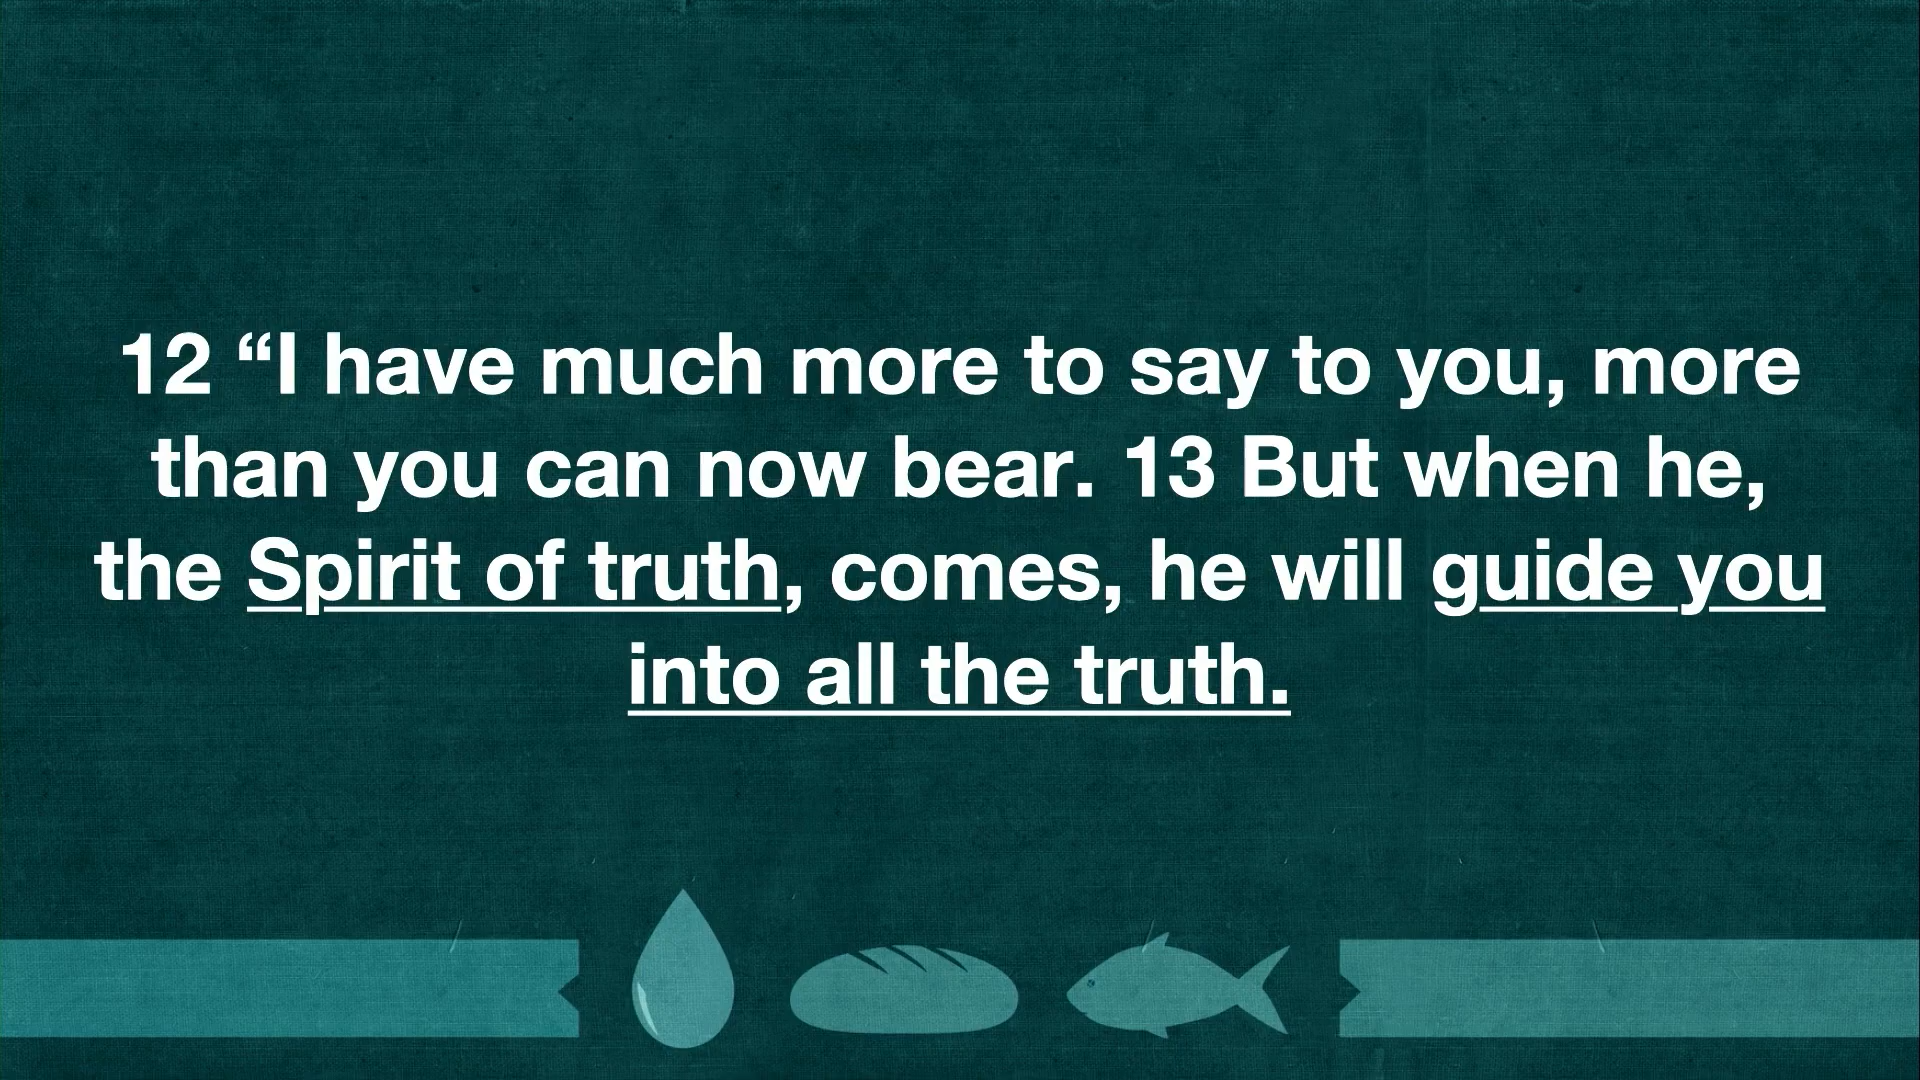 12 “I have much more to say to you, more
than you can now bear. 13 But when he,
the Spirit of truth, comes, he will guide you
into all the truth.